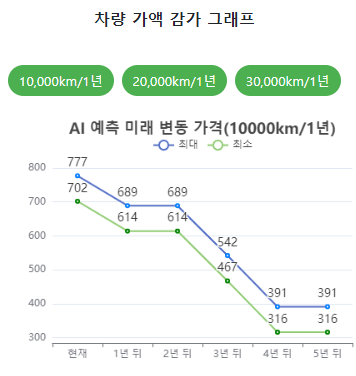 차량 가액 감가 그래프
10,000km/1년 20,000km/1년 30,000km/1년
AI 예측 미래 변동 가격(10000km/1년)
최대 최소
800
777
702
700
689 689
614 614
600
542
500
467
400
391 391
316 316
300
현재 1년 뒤 2년 뒤 3년 뒤 4년 뒤 5년 뒤